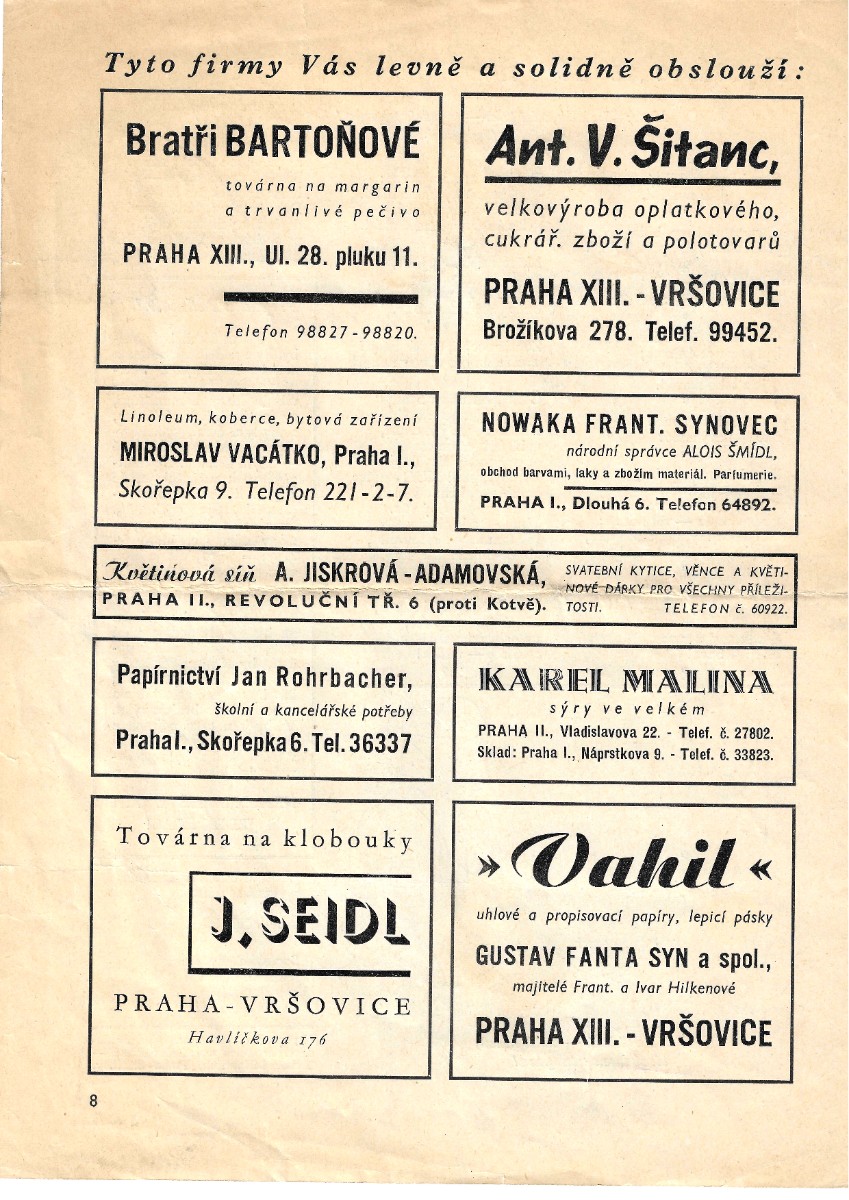 Tyto firmy Vás levně a solidně obslouží:
Bratři BARTOŇOVÉ
továrna na margarin
a trvanlivé pečivo
PRAHA XIII., Ul. 28. pluku 11.
Telefon 98827-98820.
Ant. V. Šitanc,
velkovýroba oplatkového,
cukrář. zboží a polotovarů
PRAHA XIII. - VRŠOVICE
Brožíkova 278. Telef. 99452.
Linoleum, koberce, bytová zařízení
MIROSLAV VACÁTKO, Praha I.,
Skořepka 9. Telefon 221-2-7.
NOWAKA FRANT. SYNOVEC
národní správce ALOIS ŠMÍDL,
obchod barvami, laky a zbožím materiál. Parfumerie.
PRAHA I., Dlouhá 6. Telefon 64892.
Květinová síň A. JISKROVÁ-ADAMOVSKÁ,
PRAHA II., REVOLUČNÍ TŘ. 6 (proti Kotvě).
SVATEBNÍ KYTICE, VĚNCE A KVĚTI-
NOVÉ DÁRKY PRO VŠECHNY PŘÍLEŽI-
TOSTI. TELEFON č. 60922.
Papírnictví Jan Rohrbacher,
školní a kancelářské potřeby
Praha I., Skořepka 6. Tel. 36337
KAREL MALINA
sýry ve velkém
PRAHA II., Vladislavova 22. - Telef. č. 27802.
Sklad: Praha I., Náprstkova 9. - Telef. č. 33823.
Továrna na klobouky
J. SEIDL
PRAHA-VRŠOVICE
Havlíčkova 176
» Vahil «
uhlové a propisovací papíry, lepicí pásky
GUSTAV FANTA SYN a spol.,
majitelé Frant. a Ivar Hilkenové
PRAHA XIII. - VRŠOVICE
8